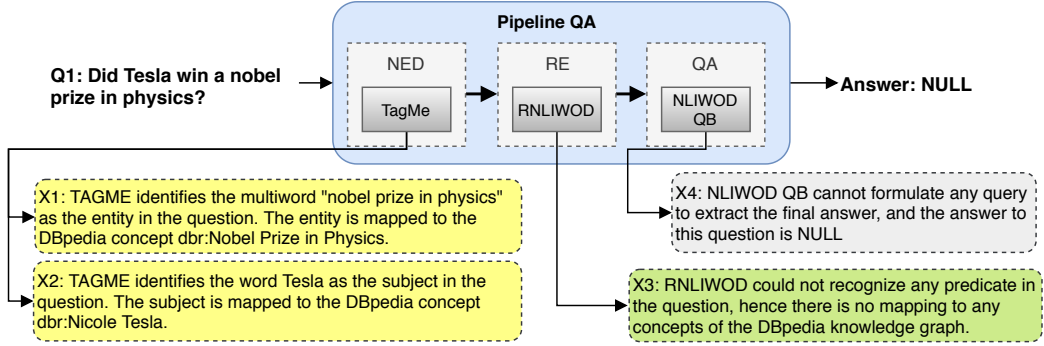 Pipeline QA
Q1: Did Tesla win a nobel
prize in physics?
NED
TagMe
RE
RNLIWOD
QA
NLIWOD
QB
Answer: NULL
X1: TAGME identifies the multiword "nobel prize in physics"
as the entity in the question. The entity is mapped to the
DBpedia concept dbr:Nobel Prize in Physics.
X2: TAGME identifies the word Tesla as the subject in the
question. The subject is mapped to the DBpedia concept
dbr:Nicole Tesla.
X4: NLIWOD QB cannot formulate any query
to extract the final answer, and the answer to
this question is NULL
X3: RNLIWOD could not recognize any predicate in
the question, hence there is no mapping to any
concepts of the DBpedia knowledge graph.